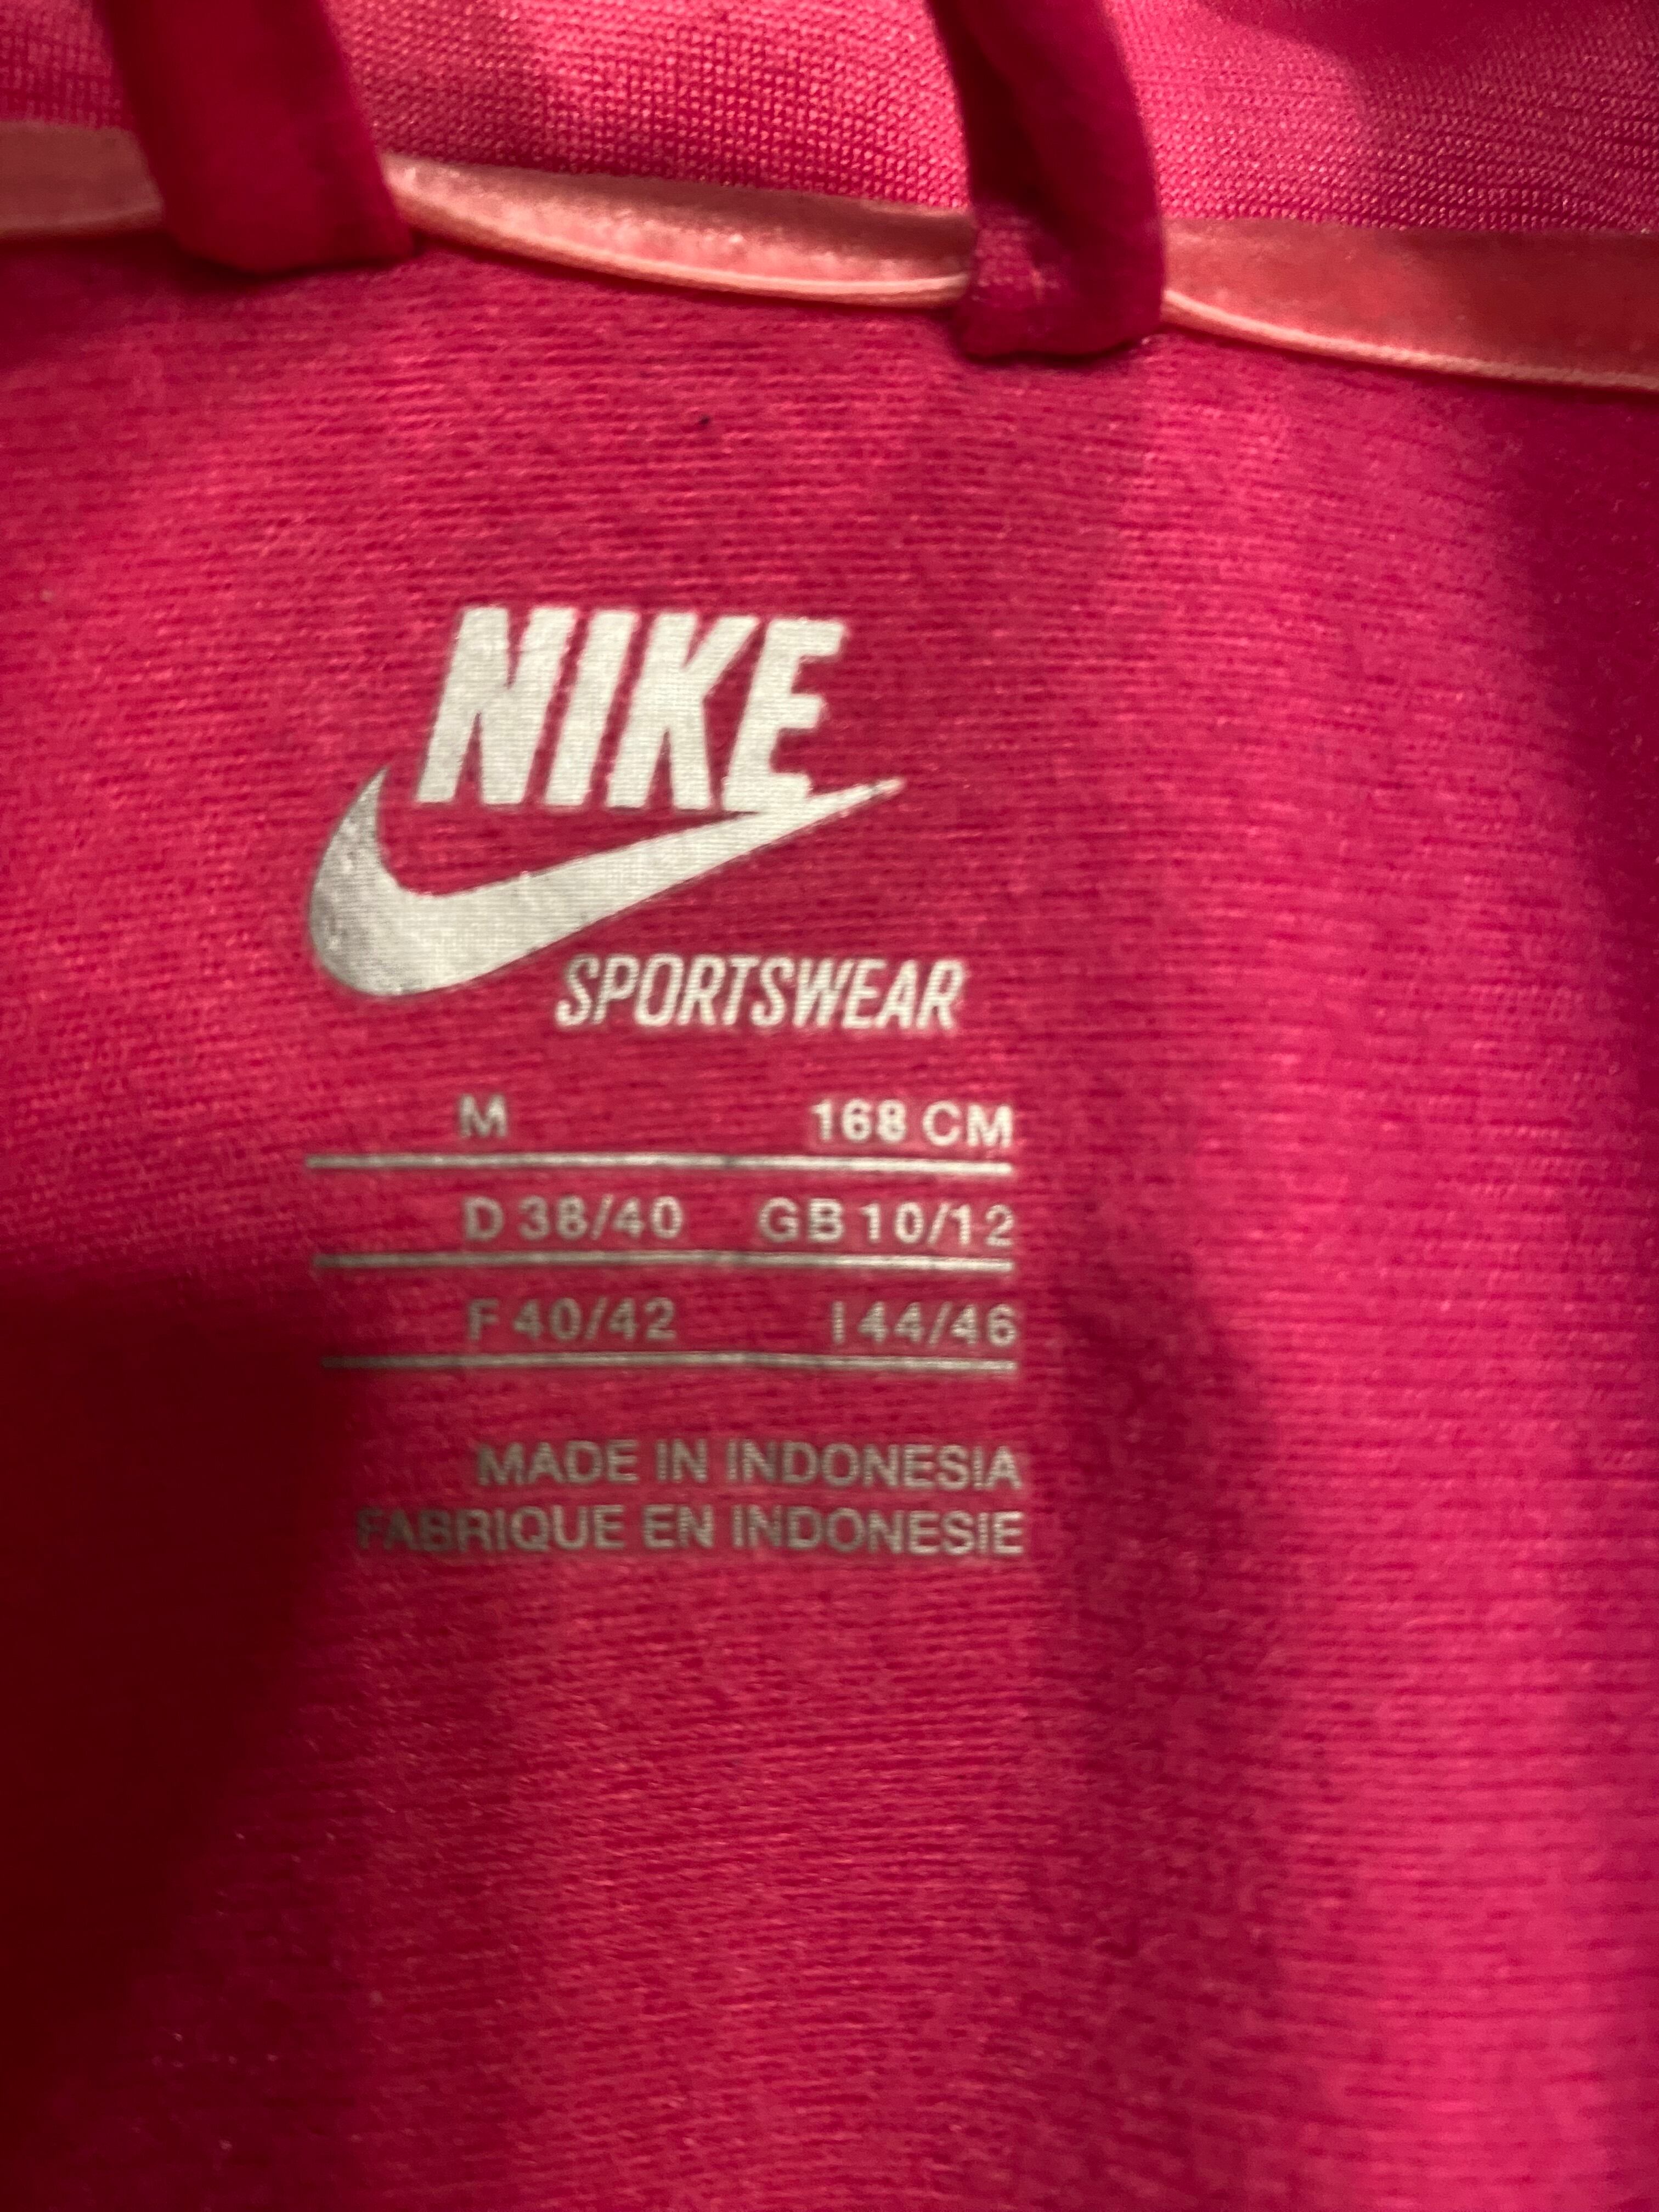 NIKE
SPORTSWEAR
M 168 CM
D 38/40 GB 10/12
F 40/42 I 44/46
MADE IN INDONESIA
FABRIQUE EN INDONESIE